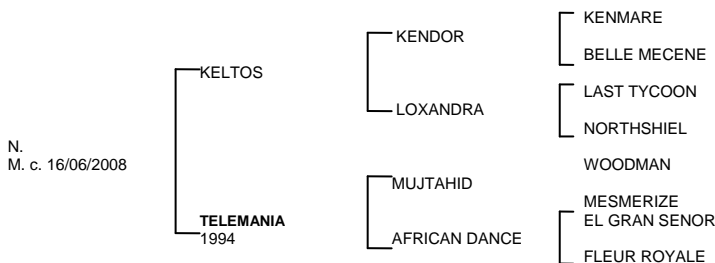 KENMARE
KENDOR
BELLE MECENE
KELTOS
LAST TYCOON
LOXANDRA
NORTHSHIEL
N.
M. c. 16/06/2008
WOODMAN
MUJTAHID
MESMERIZE
TELEMANIA
EL GRAN SENOR
1994
AFRICAN DANCE
FLEUR ROYALE